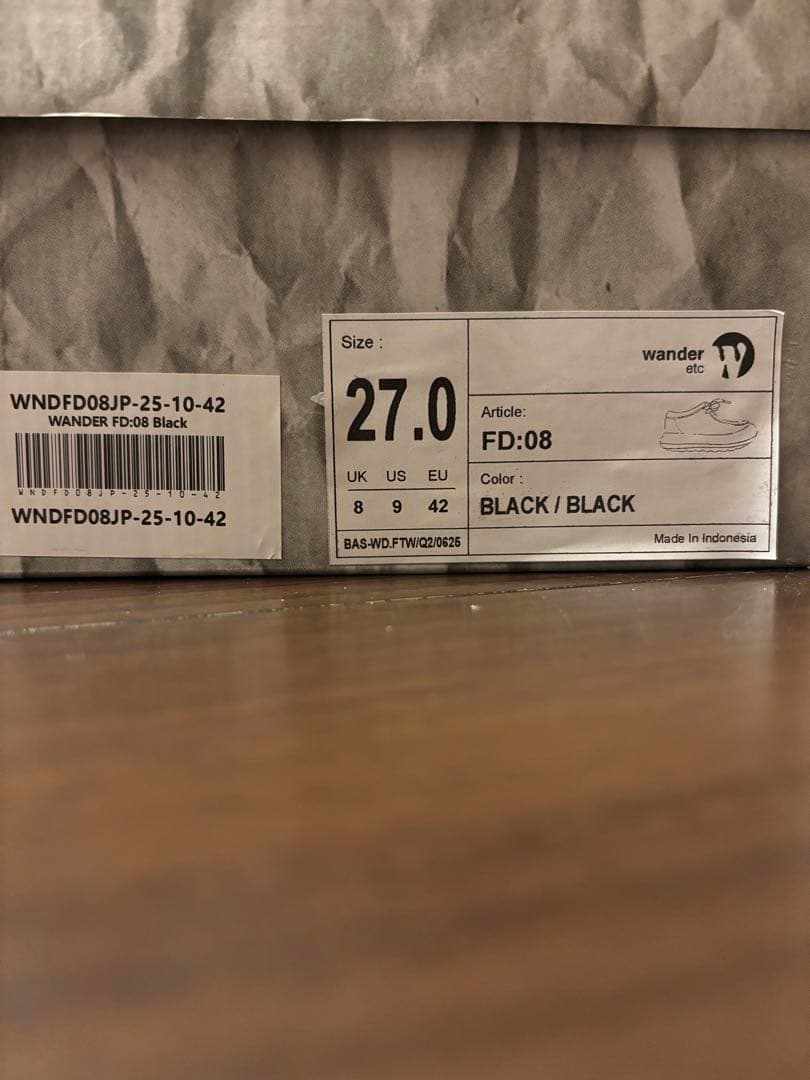 WNDFD08JP-25-10-42
WANDER FD:08 Black
WNDFD08JP-25-10-42
WNDFD08JP-25-10-42
Size :
27.0
UK US EU
8 9 42
BAS-WD.FTW/Q2/0625
wander
etc
Article:
FD:08
Color :
BLACK / BLACK
Made In Indonesia